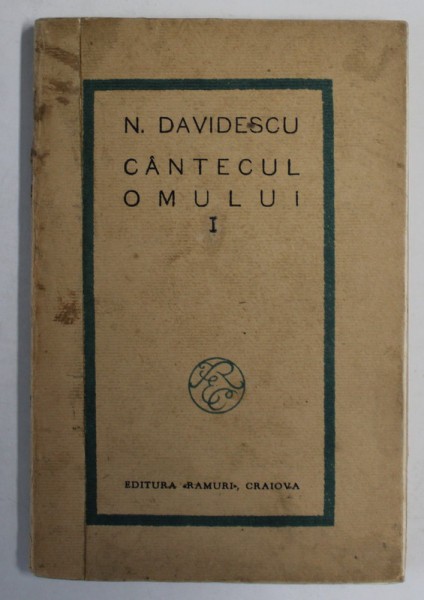 N. DAVIDESCU
CÂNTECUL
OMULUI
I
EDITURA «RAMURI», CRAIOVA